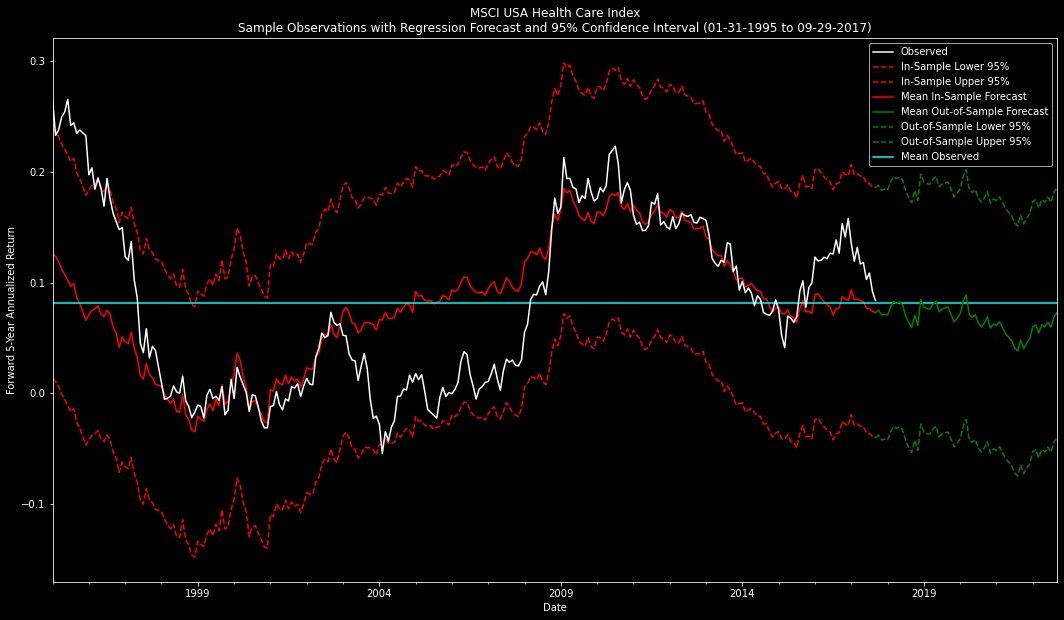 MSCI USA Health Care Index
Sample Observations with Regression Forecast and 95% Confidence Interval (01-31-1995 to 09-29-2017)
Observed
In-Sample Lower 95%
In-Sample Upper 95%
Mean In-Sample Forecast
Mean Out-of-Sample Forecast
Out-of-Sample Lower 95%
Out-of-Sample Upper 95%
Mean Observed
Forward 5-Year Annualized Return
0.3
0.2
0.1
0.0
−0.1
1999
2004
2009
2014
2019
Date